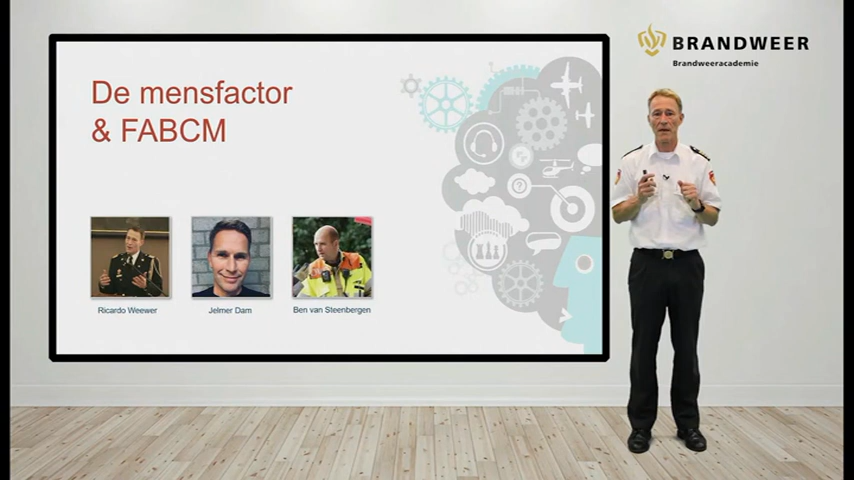 De mensfactor
& FABCM
Ricardo Weewer
Jelmer Dam
Ben van Steenbergen
BRANDWEER
Brandweeracademie